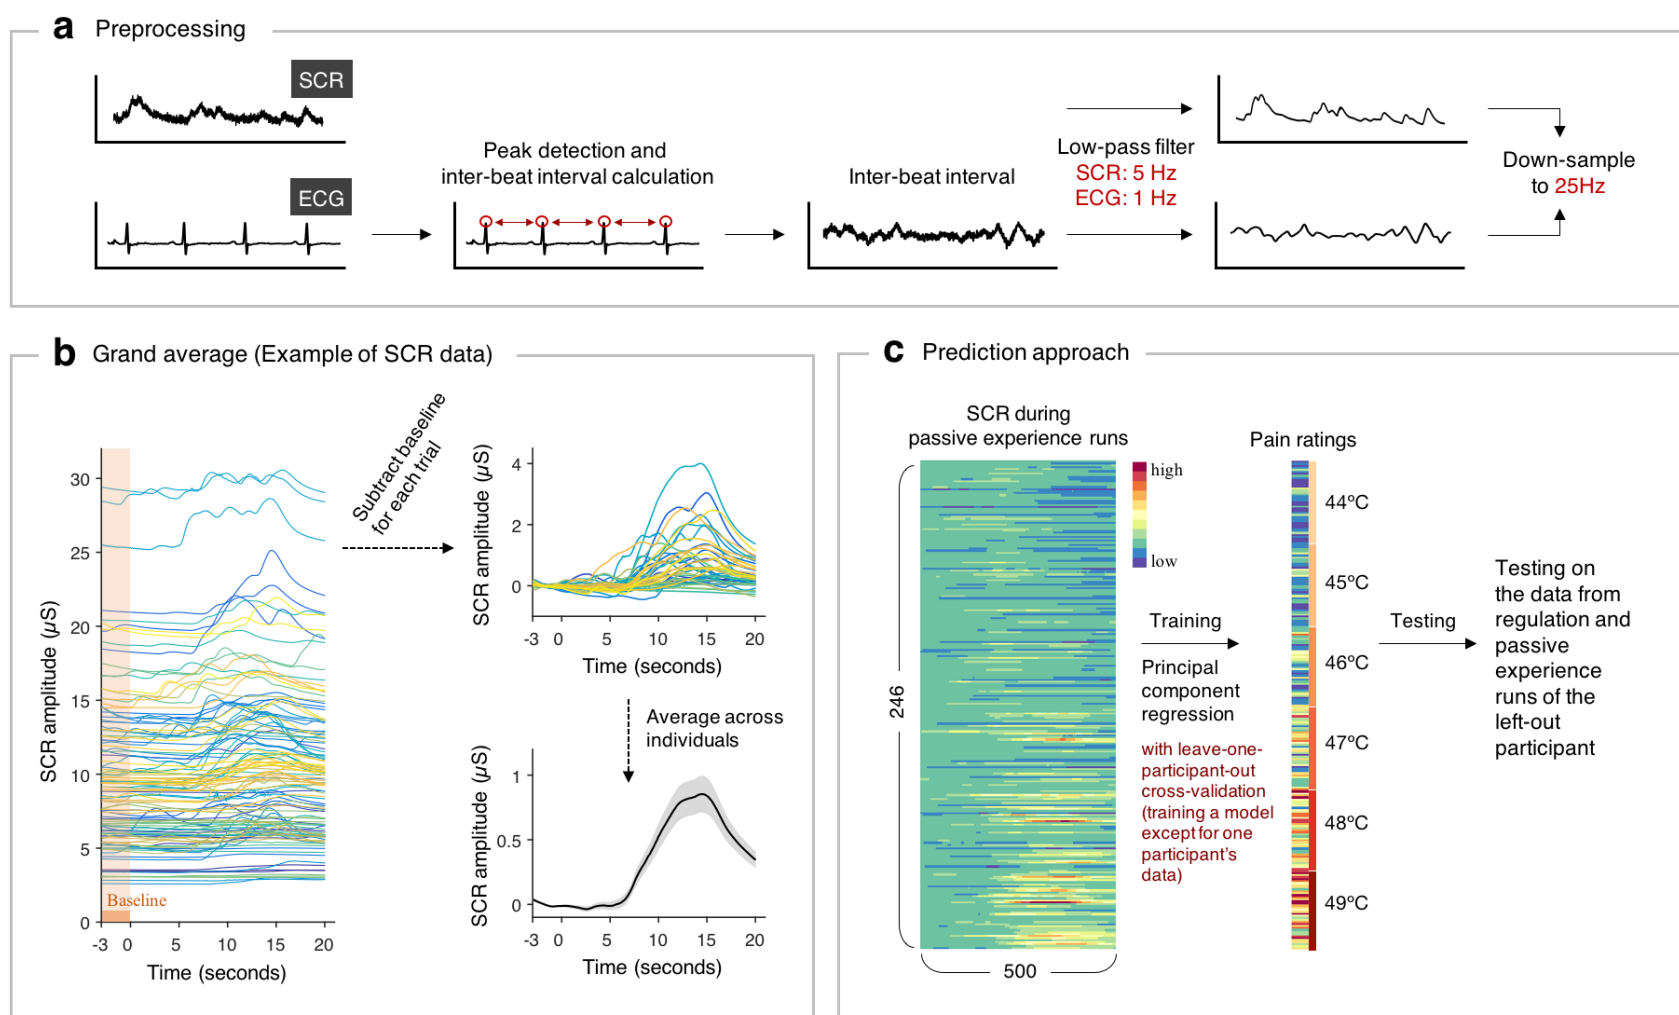 a Preprocessing
SCR
ECG
Peak detection and
inter-beat interval calculation
Inter-beat interval
Low-pass filter
SCR: 5 Hz
ECG: 1 Hz
Down-sample
to 25Hz
b Grand average (Example of SCR data)
SCR amplitude (µS)
30
25
20
15
10
5
0
Baseline
-3 0 5 10 15 20
Time (seconds)
Subtract baseline
for each trial
SCR amplitude (µS)
4
2
0
-3 0 5 10 15 20
Time (seconds)
Average across
individuals
SCR amplitude (µS)
1
0.5
0
-3 0 5 10 15 20
Time (seconds)
c Prediction approach
SCR during
passive experience runs
246
500
high
low
Training
Principal
component
regression
with leave-one-
participant-out
cross-validation
(training a model
except for one
participant's
data)
Pain ratings
44°C
45°C
46°C
47°C
48°C
49°C
Testing
Testing on
the data from
regulation and
passive
experience
runs of the
left-out
participant